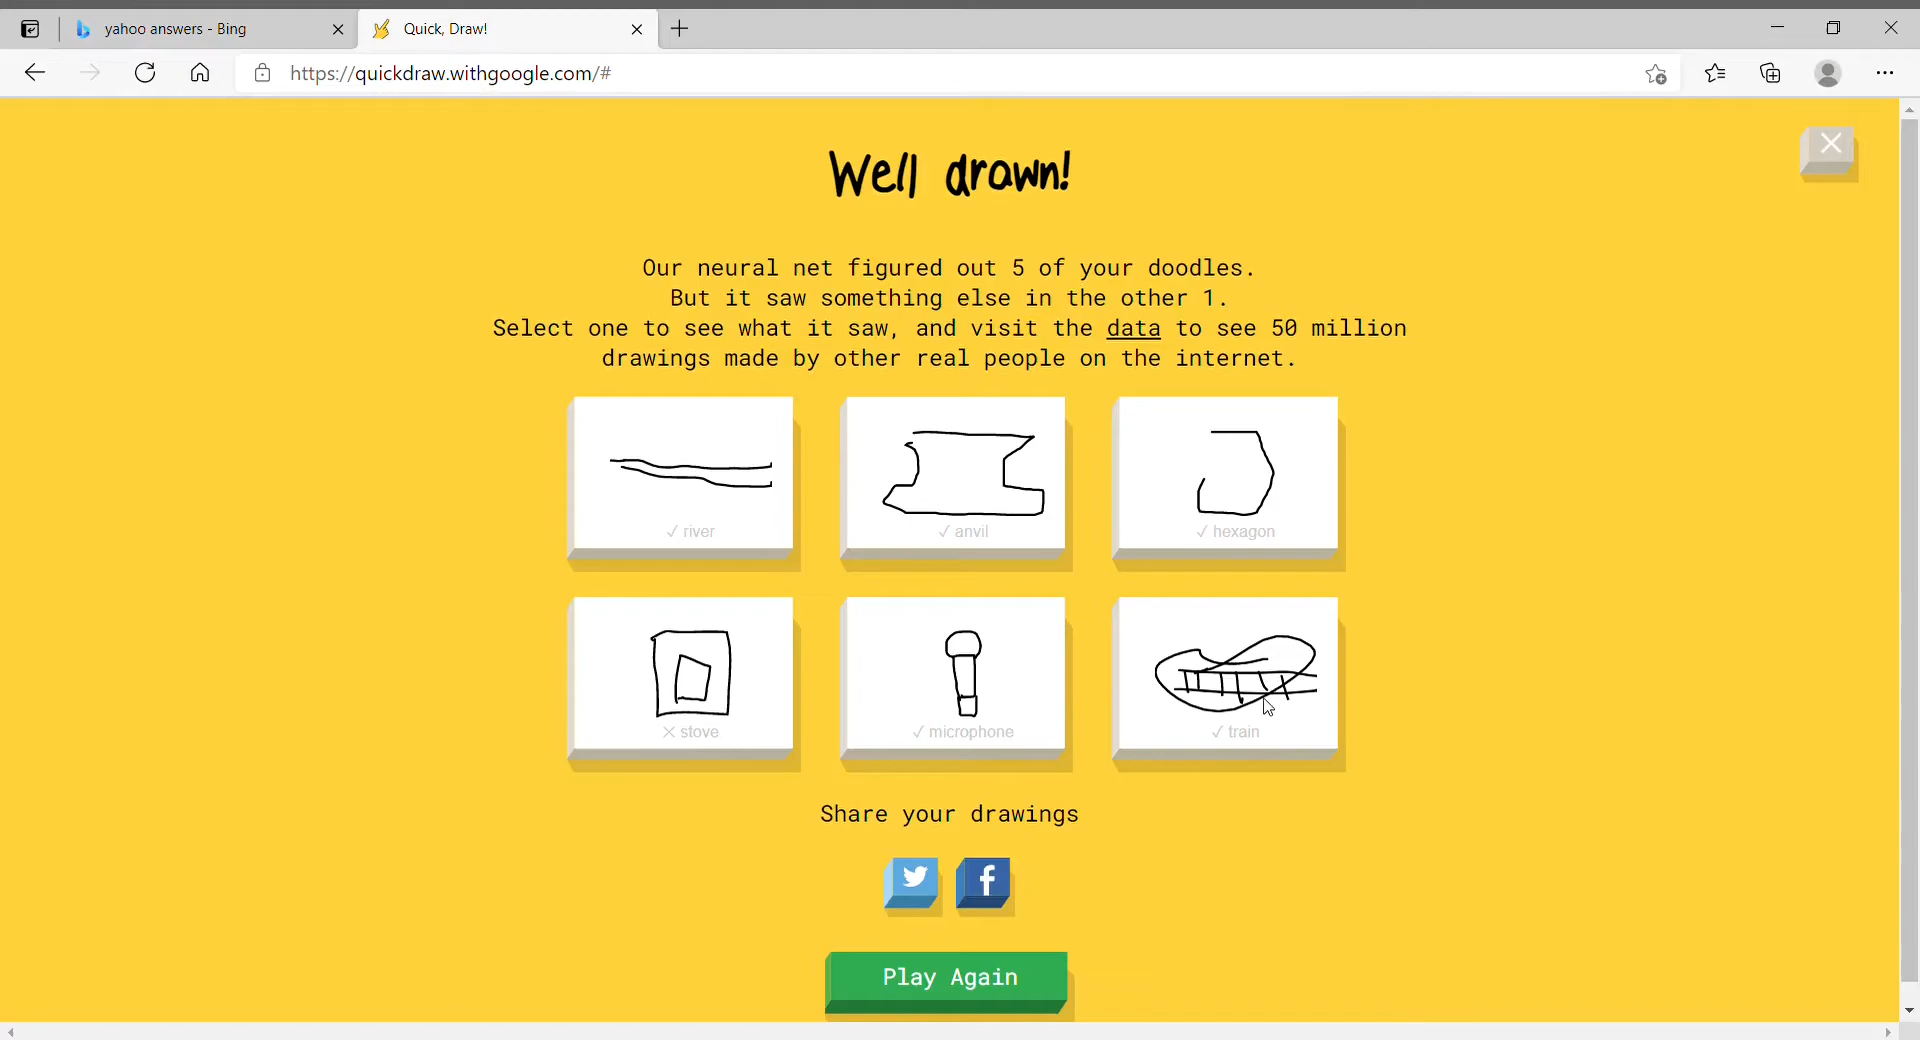 yahoo answers - Bing
Quick, Draw!
https://quickdraw.withgoogle.com/#
Well drawn!
Our neural net figured out 5 of your doodles.
But it saw something else in the other 1.
Select one to see what it saw, and visit the data to see 50 million
drawings made by other real people on the internet.
✓ river
✓ anvil
✓ hexagon
✕ stove
✓ microphone
✓ train
Share your drawings
Play Again